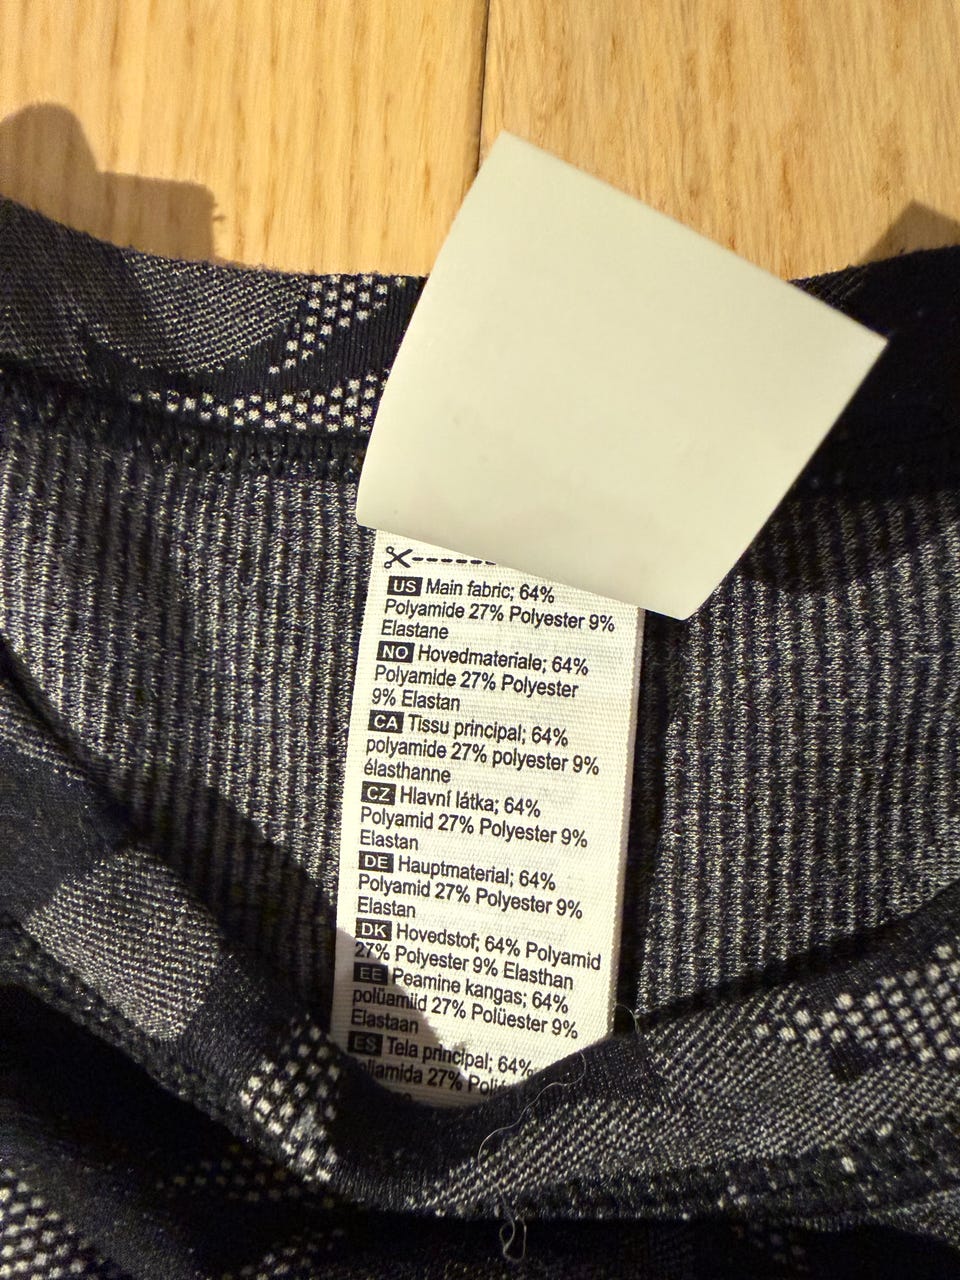 US Main fabric; 64%
Polyamide 27% Polyester 9%
Elastane
NO Hovedmateriale; 64%
Polyamide 27% Polyester
9% Elastan
CA Tissu principal; 64%
polyamide 27% polyester 9%
élasthanne
CZ Hlavní látka; 64%
Polyamid 27% Polyester 9%
Elastan
DE Hauptmaterial; 64%
Polyamid 27% Polyester 9%
Elastan
DK Hovedstof; 64% Polyamid
27% Polyester 9% Elasthan
EE Peamine kangas; 64%
polüamiid 27% Polüester 9%
Elastaan
ES Tela principal; 64%
27%